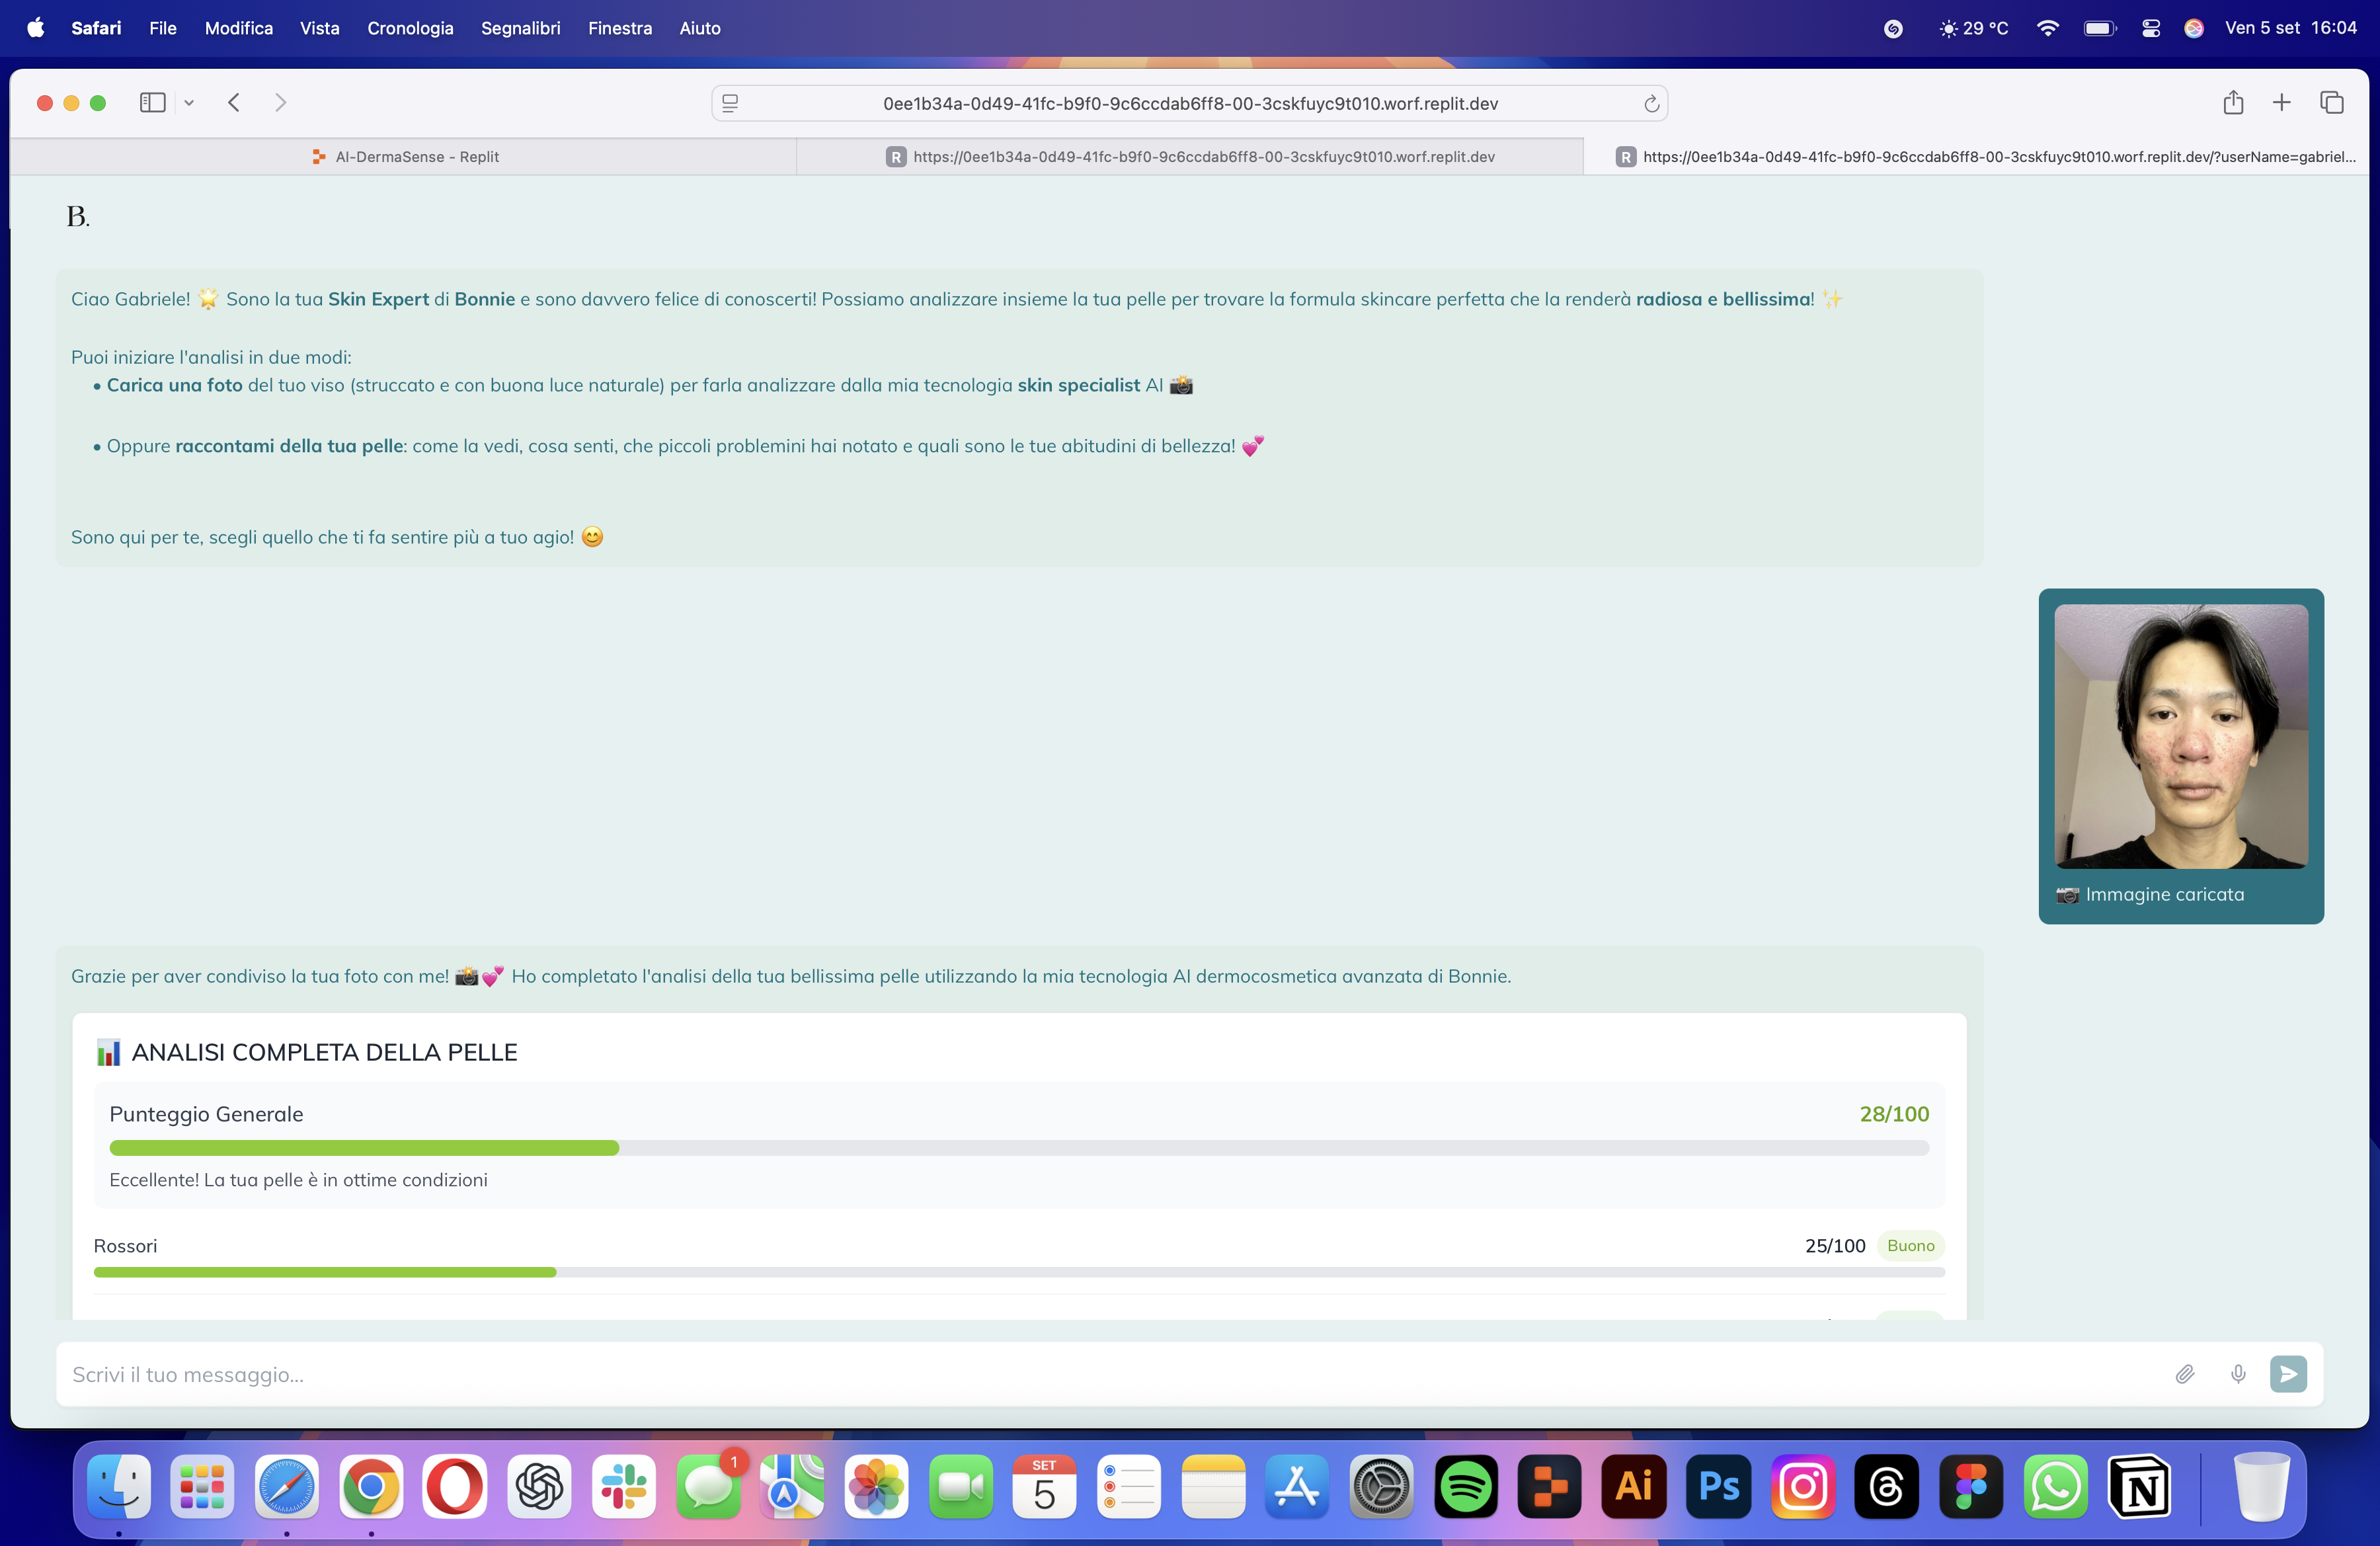 Safari File Modifica Vista Cronologia Segnalibri Finestra Aiuto 29 °C Ven 5 set 16:04
0ee1b34a-0d49-41fc-b9f0-9c6ccdab6ff8-00-3cskfuyc9t010.worf.replit.dev
AI-DermaSense - Replit R https://0ee1b34a-0d49-41fc-b9f0-9c6ccdab6ff8-00-3cskfuyc9t010.worf.replit.dev R https://0ee1b34a-0d49-41fc-b9f0-9c6ccdab6ff8-00-3cskfuyc9t010.worf.replit.dev/?userName=gabriel...
B.
Ciao Gabriele! 🌟 Sono la tua Skin Expert di Bonnie e sono davvero felice di conoscerti! Possiamo analizzare insieme la tua pelle per trovare la formula skincare perfetta che la renderà radiosa e bellissima! ✨
Puoi iniziare l'analisi in due modi:
• Carica una foto del tuo viso (struccato e con buona luce naturale) per farla analizzare dalla mia tecnologia skin specialist AI 📸
• Oppure raccontami della tua pelle: come la vedi, cosa senti, che piccoli problemini hai notato e quali sono le tue abitudini di bellezza! 💕
Sono qui per te, scegli quello che ti fa sentire più a tuo agio! 😊
📷 Immagine caricata
Grazie per aver condiviso la tua foto con me! 📸💕 Ho completato l'analisi della tua bellissima pelle utilizzando la mia tecnologia AI dermocosmetica avanzata di Bonnie.
📊 ANALISI COMPLETA DELLA PELLE
Punteggio Generale 28/100
Eccellente! La tua pelle è in ottime condizioni
Rossori 25/100 Buono
Scrivi il tuo messaggio...
1
SET
5
Ai Ps N